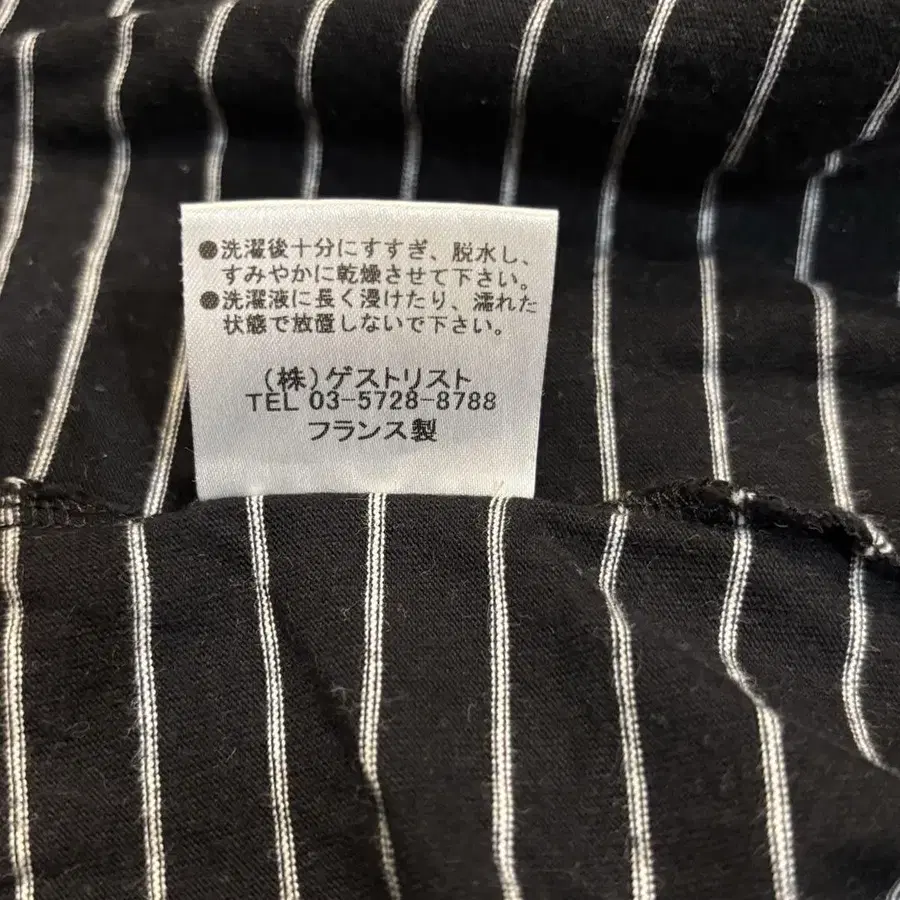 ●洗濯後十分にすすぎ、脱水し、
すみやかに乾燥させて下さい。
●洗濯液に長く浸けたり、濡れた
状態で放置しないで下さい。
(株)ゲストリスト
TEL 03-5728-8788
フランス製